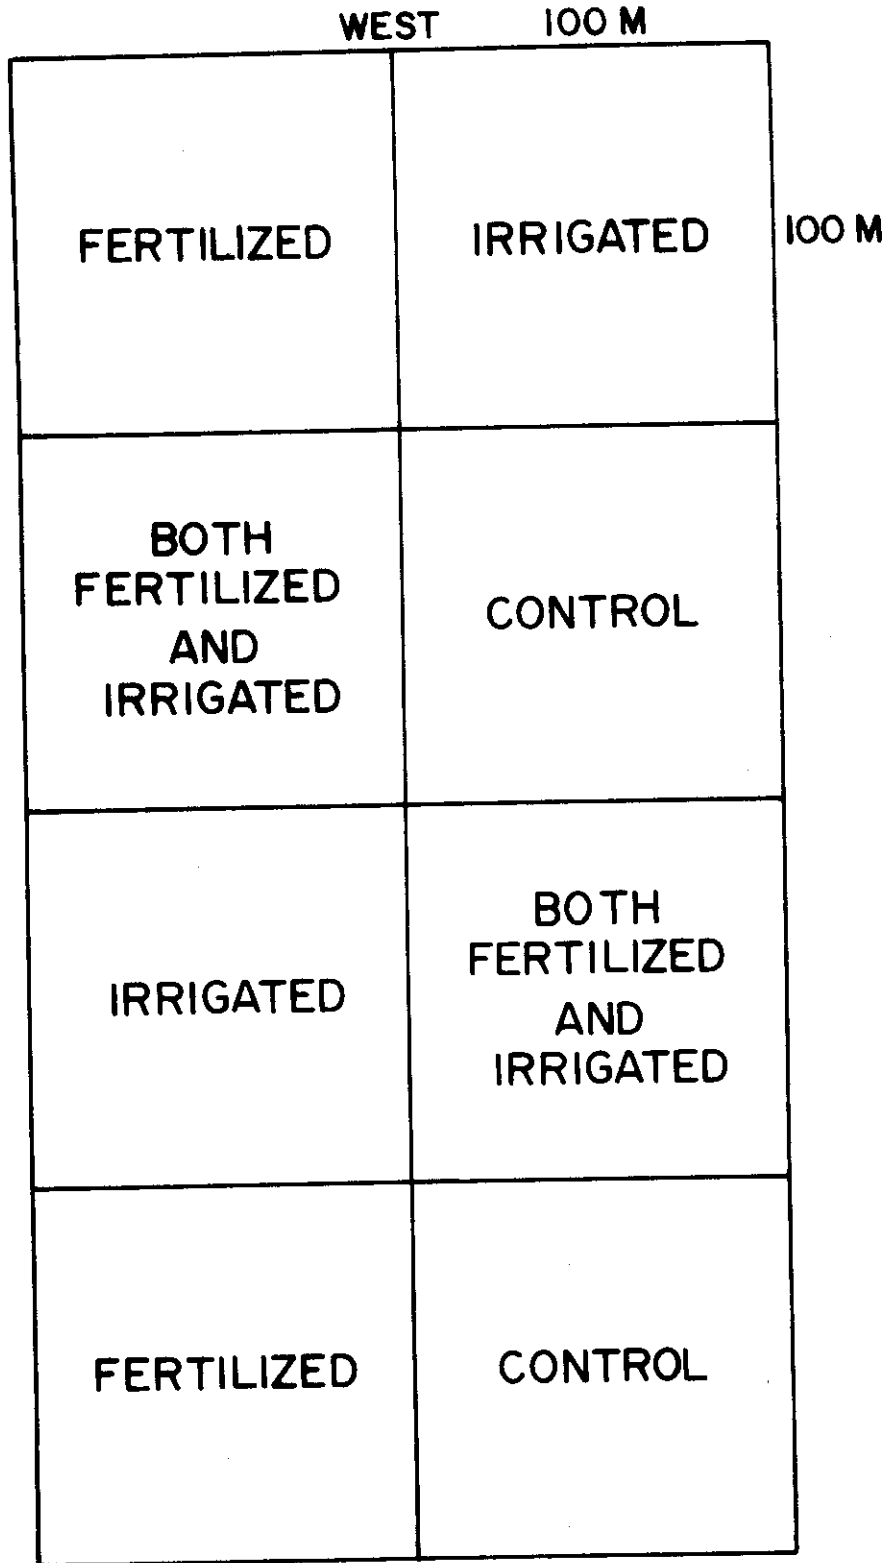 WEST 100 M
FERTILIZED
IRRIGATED
100 M
BOTH
FERTILIZED
AND
IRRIGATED
CONTROL
IRRIGATED
BOTH
FERTILIZED
AND
IRRIGATED
FERTILIZED
CONTROL